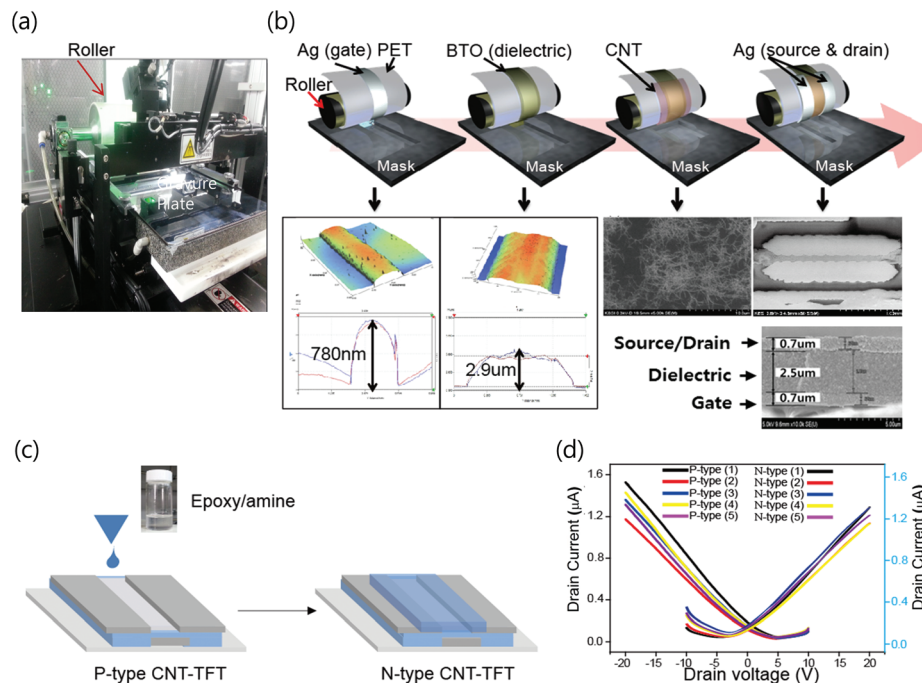 (a)
Roller
Gravure
Plate
(b)
Ag (gate) PET
BTO (dielectric)
CNT
Ag (source & drain)
Roller
Mask
Mask
Mask
Mask
780nm
2.9um
Source/Drain
0.7um
Dielectric
2.5um
Gate
0.7um
5.00um
(c)
Epoxy/amine
P-type CNT-TFT
N-type CNT-TFT
(d)
P-type (1)
N-type (1)
P-type (2)
N-type (2)
P-type (3)
N-type (3)
P-type (4)
N-type (4)
P-type (5)
N-type (5)
Drain Current (μA)
1.6
1.2
0.8
0.4
0.0
-20 -15 -10 -5 0 5 10 15 20
Drain voltage (V)
1.6
1.2
0.8
0.4
0.0
Drain Current (μA)